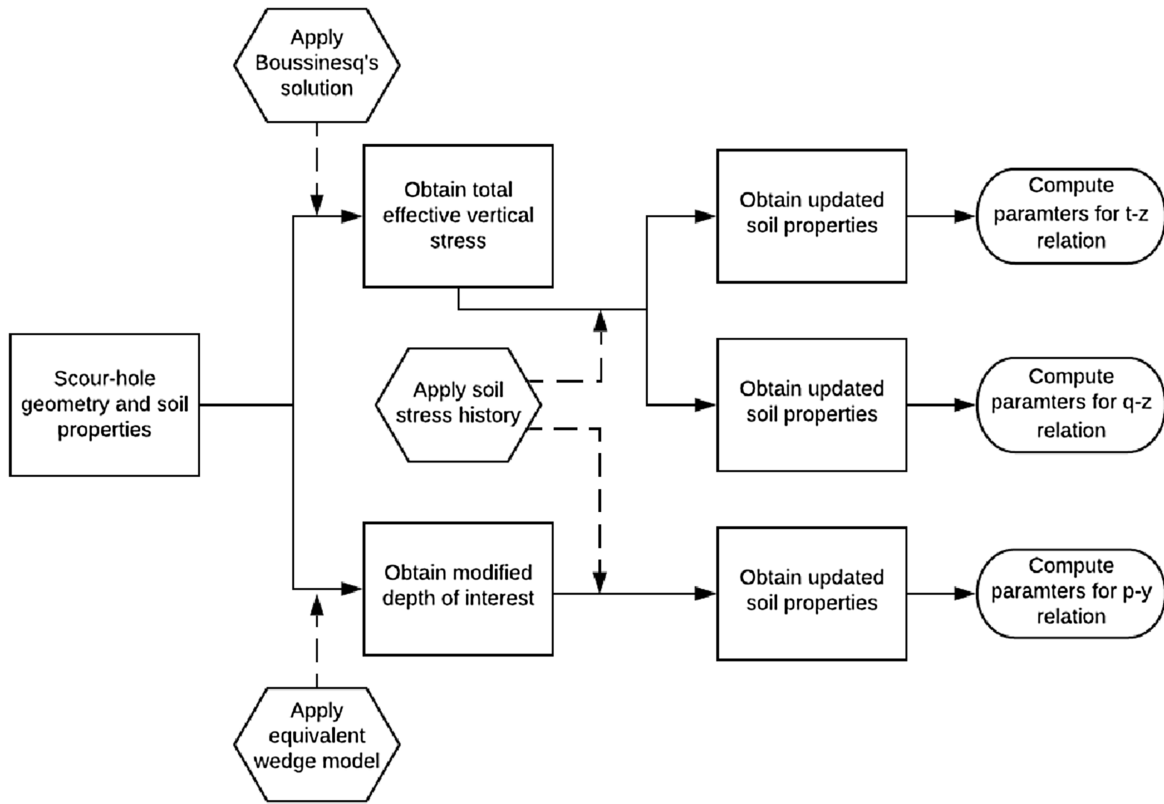 Apply
Boussinesq's
solution
Obtain total
effective vertical
stress
Obtain updated
soil properties
Compute
paramters for t-z
relation
Scour-hole
geometry and soil
properties
Apply soil
stress history
Obtain updated
soil properties
Compute
paramters for q-z
relation
Obtain modified
depth of interest
Obtain updated
soil properties
Compute
paramters for p-y
relation
Apply
equivalent
wedge model